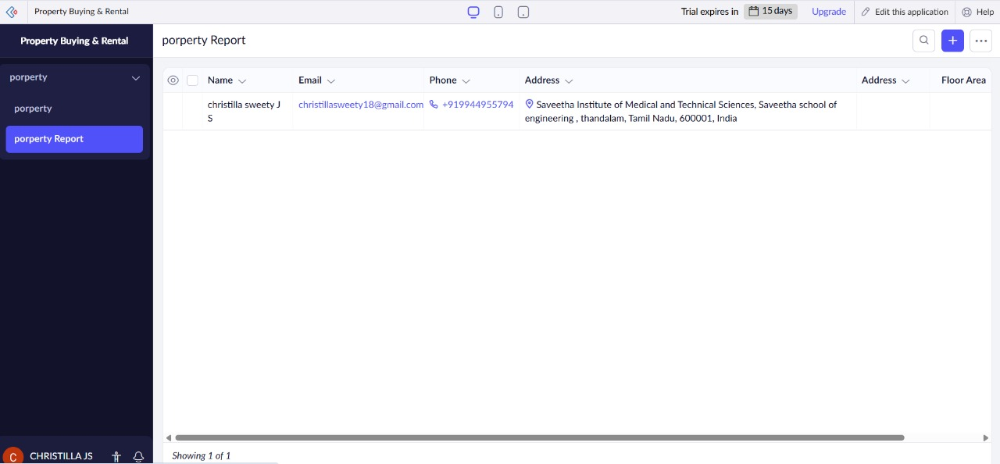 Property Buying & Rental
Trial expires in 15 days Upgrade Edit this application Help
Property Buying & Rental
porperty Report
porperty
porperty
porperty Report
Name Email Phone Address Address Floor Area
christilla sweety J christillasweety18@gmail.com +919944955794 Saveetha Institute of Medical and Technical Sciences, Saveetha school of
S engineering , thandalam, Tamil Nadu, 600001, India
Showing 1 of 1
C CHRISTILLA JS